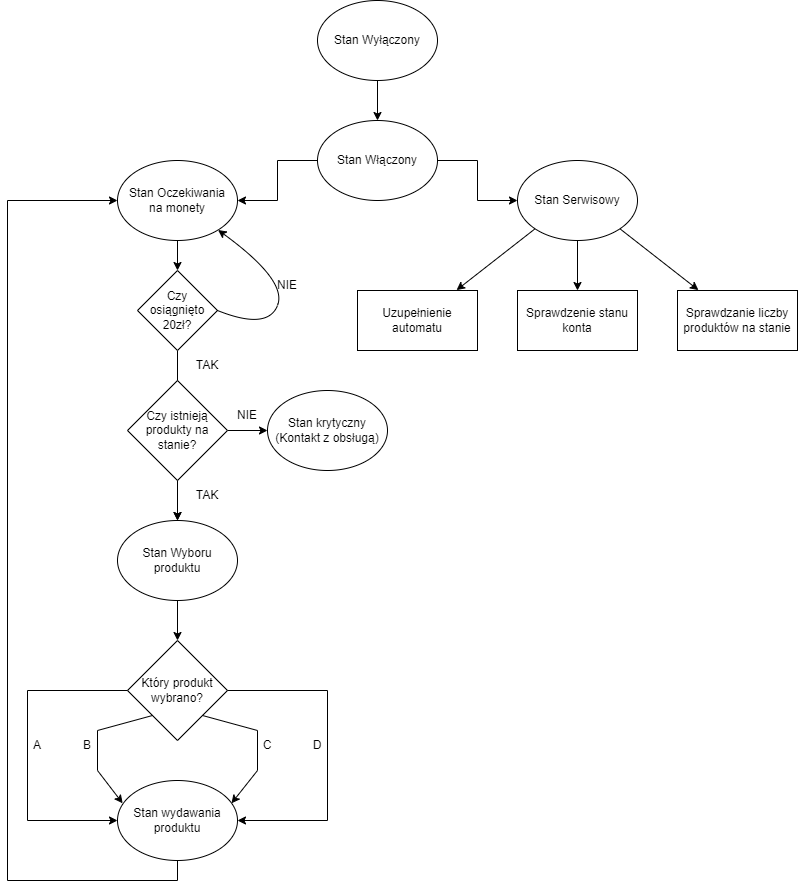 Stan Wyłączony
Stan Włączony
Stan Oczekiwania
na monety
Stan Serwisowy
Czy
osiągnięto
20zł?
NIE
Uzupełnienie
automatu
Sprawdzenie stanu
konta
Sprawdzanie liczby
produktów na stanie
TAK
Czy istnieją
produkty na
stanie?
NIE
Stan krytyczny
(Kontakt z obsługą)
TAK
Stan Wyboru
produktu
Który produkt
wybrano?
A
B
C
D
Stan wydawania
produktu